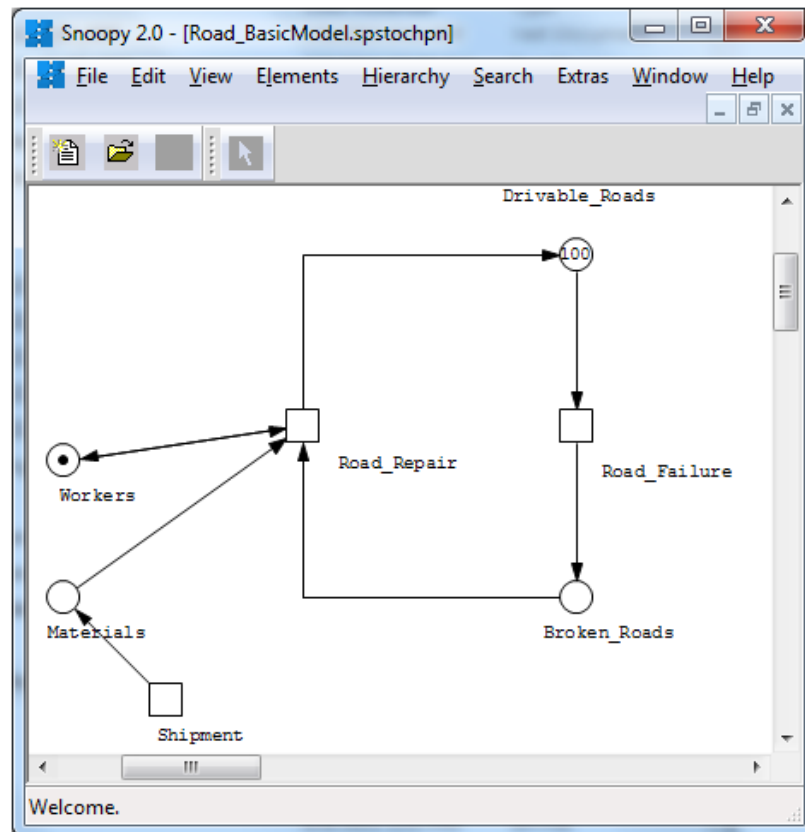 Snoopy 2.0 - [Road_BasicModel.spstochpn]
File Edit View Elements Hierarchy Search Extras Window Help
Drivable_Roads
100
Road_Repair
Road_Failure
Workers
Materials
Broken_Roads
Shipment
Welcome.